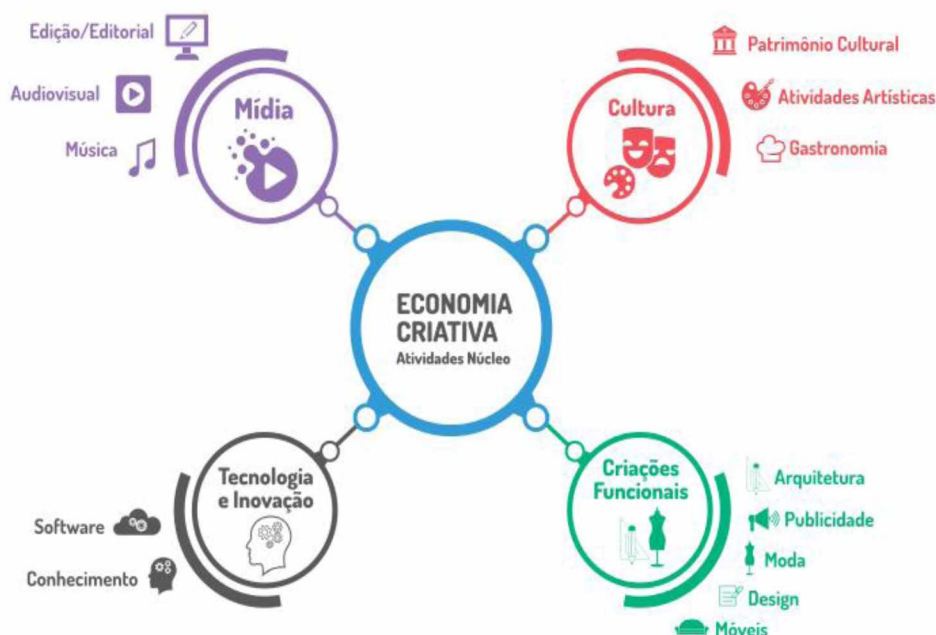 Edição/Editorial
Audiovisual
Música
Mídia
Cultura
Patrimônio Cultural
Atividades Artísticas
Gastronomia
ECONOMIA
CRIATIVA
Atividades Núcleo
Tecnologia
e Inovação
Software
Conhecimento
Criações
Funcionais
Arquitetura
Publicidade
Moda
Design
Móveis